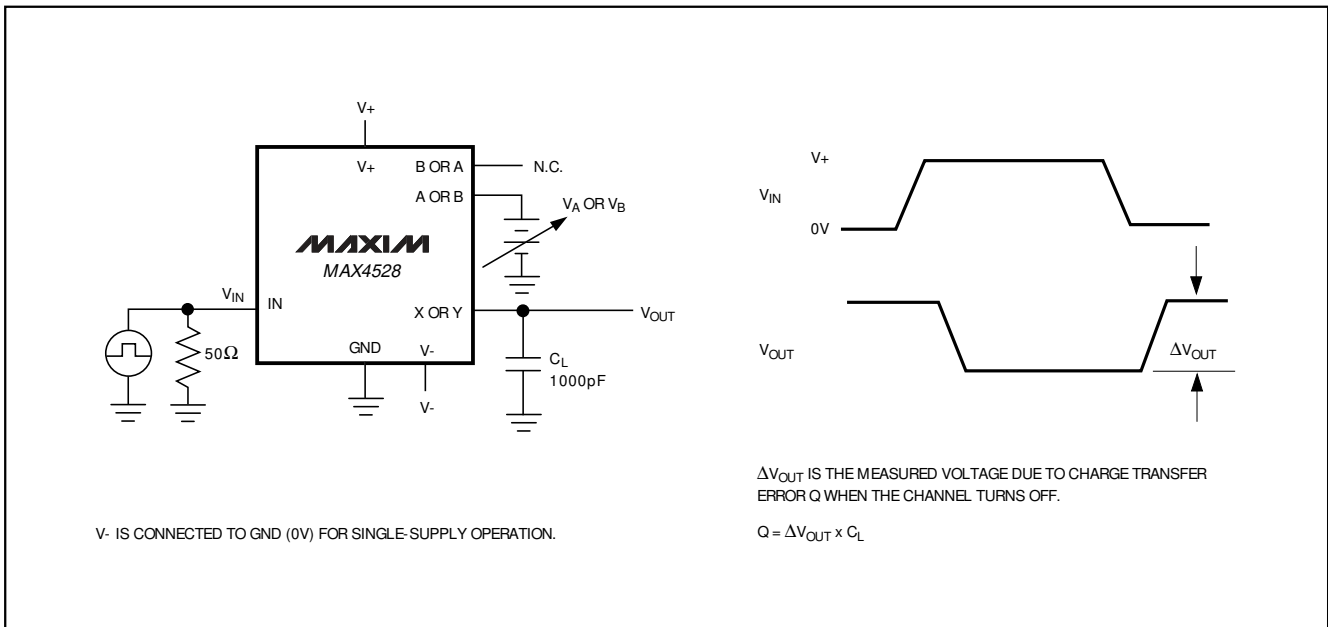 V+
V+
B OR A
N.C.
A OR B
V_A OR V_B
MAXIM
MAX4528
V_IN
IN
X OR Y
V_OUT
50Ω
GND
V-
C_L
1000pF
V-
V- IS CONNECTED TO GND (0V) FOR SINGLE-SUPPLY OPERATION.
V+
V_IN
0V
V_OUT
ΔV_OUT
ΔV_OUT IS THE MEASURED VOLTAGE DUE TO CHARGE TRANSFER
ERROR Q WHEN THE CHANNEL TURNS OFF.
Q = ΔV_OUT x C_L